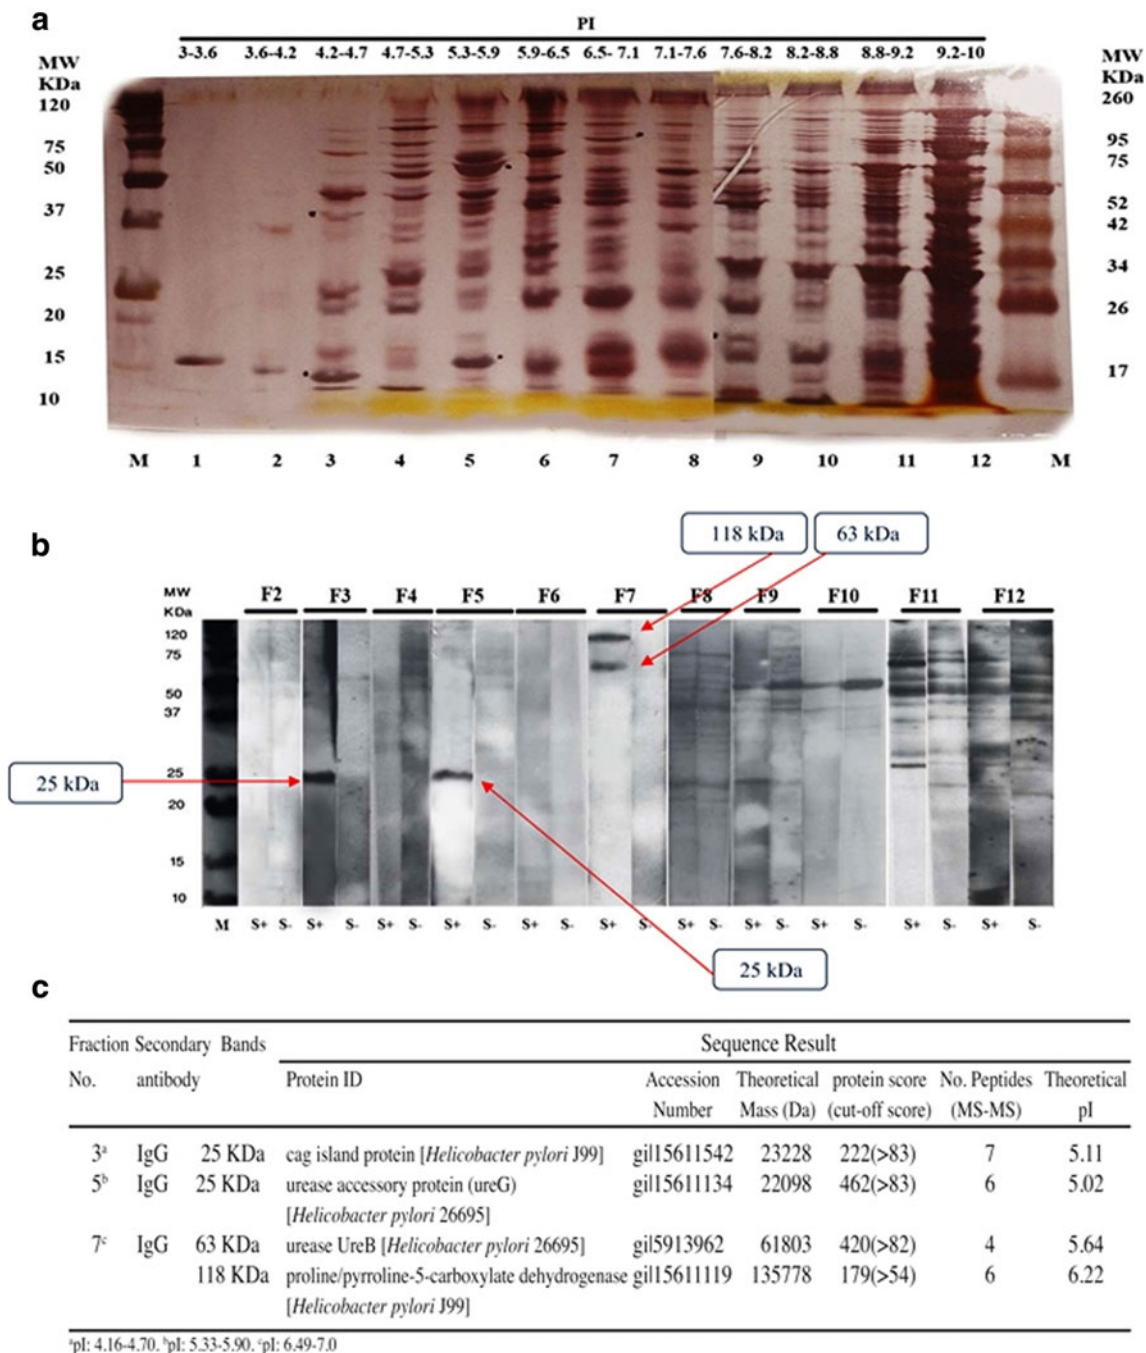 a
PI
3-3.6 3.6-4.2 4.2-4.7 4.7-5.3 5.3-5.9 5.9-6.5 6.5- 7.1 7.1-7.6 7.6-8.2 8.2-8.8 8.8-9.2 9.2-10
MW
KDa
120
75
50
37
25
20
15
10
MW
KDa
260
95
75
52
42
34
26
17
M 1 2 3 4 5 6 7 8 9 10 11 12 M
b
118 kDa 63 kDa
MW
KDa
F2 F3 F4 F5 F6 F7 F8 F9 F10 F11 F12
120
75
50
37
25
20
15
10
25 kDa
M S+ S- S+ S- S+ S- S+ S- S+ S- S+ S- S+ S- S+ S- S+ S- S+ S- S+ S-
25 kDa
c
Fraction Secondary Bands Sequence Result
No. antibody Protein ID Accession Theoretical protein score No. Peptides Theoretical
Number Mass (Da) (cut-off score) (MS-MS) pI
3ᵃ IgG 25 KDa cag island protein [Helicobacter pylori J99] gil15611542 23228 222(>83) 7 5.11
5ᵇ IgG 25 KDa urease accessory protein (ureG) gil15611134 22098 462(>83) 6 5.02
[Helicobacter pylori 26695]
7ᶜ IgG 63 KDa urease UreB [Helicobacter pylori 26695] gil5913962 61803 420(>82) 4 5.64
118 KDa proline/pyrroline-5-carboxylate dehydrogenase gil15611119 135778 179(>54) 6 6.22
[Helicobacter pylori J99]
ᵃpI: 4.16-4.70. ᵇpI: 5.33-5.90. ᶜpI: 6.49-7.0